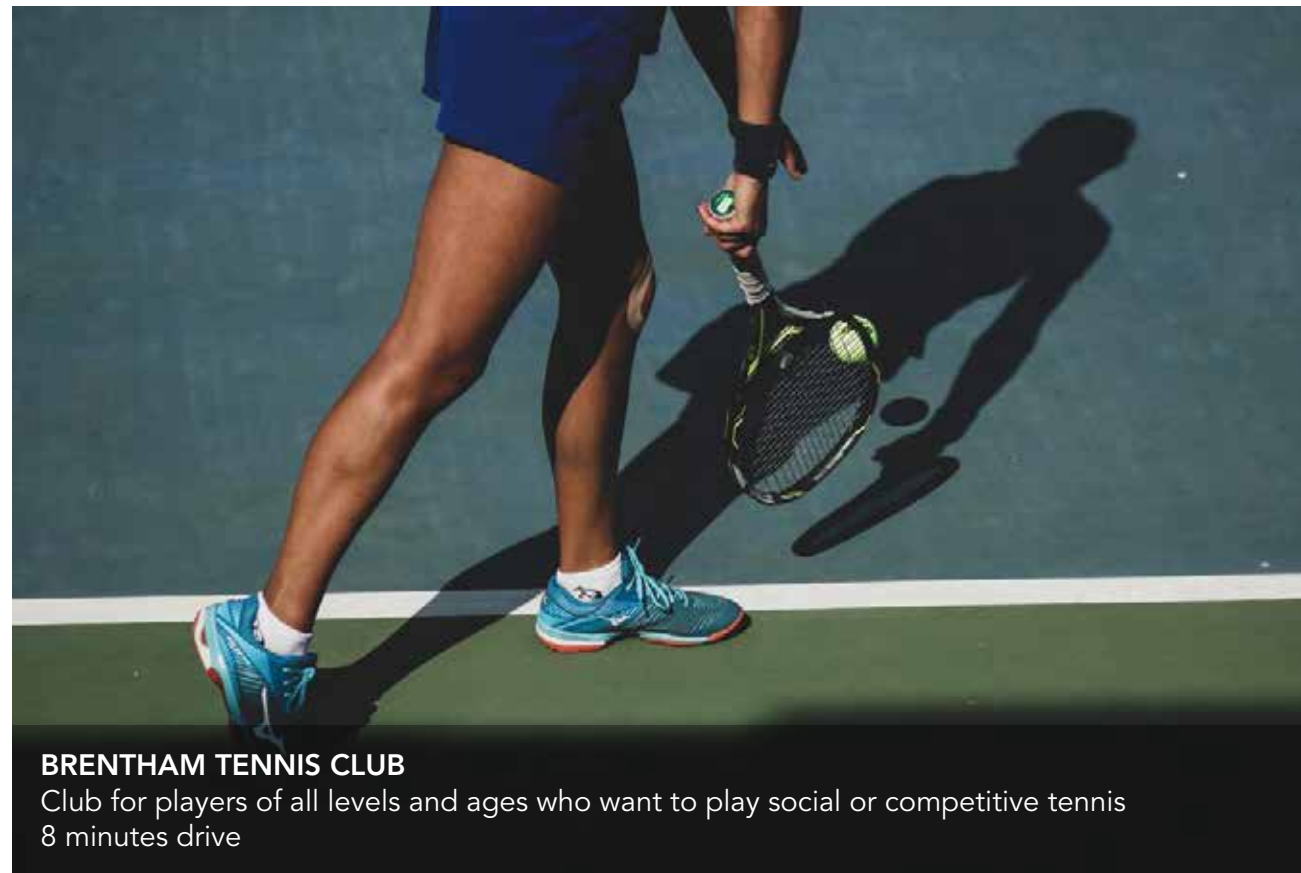 BRENTHAM TENNIS CLUB
Club for players of all levels and ages who want to play social or competitive tennis
8 minutes drive